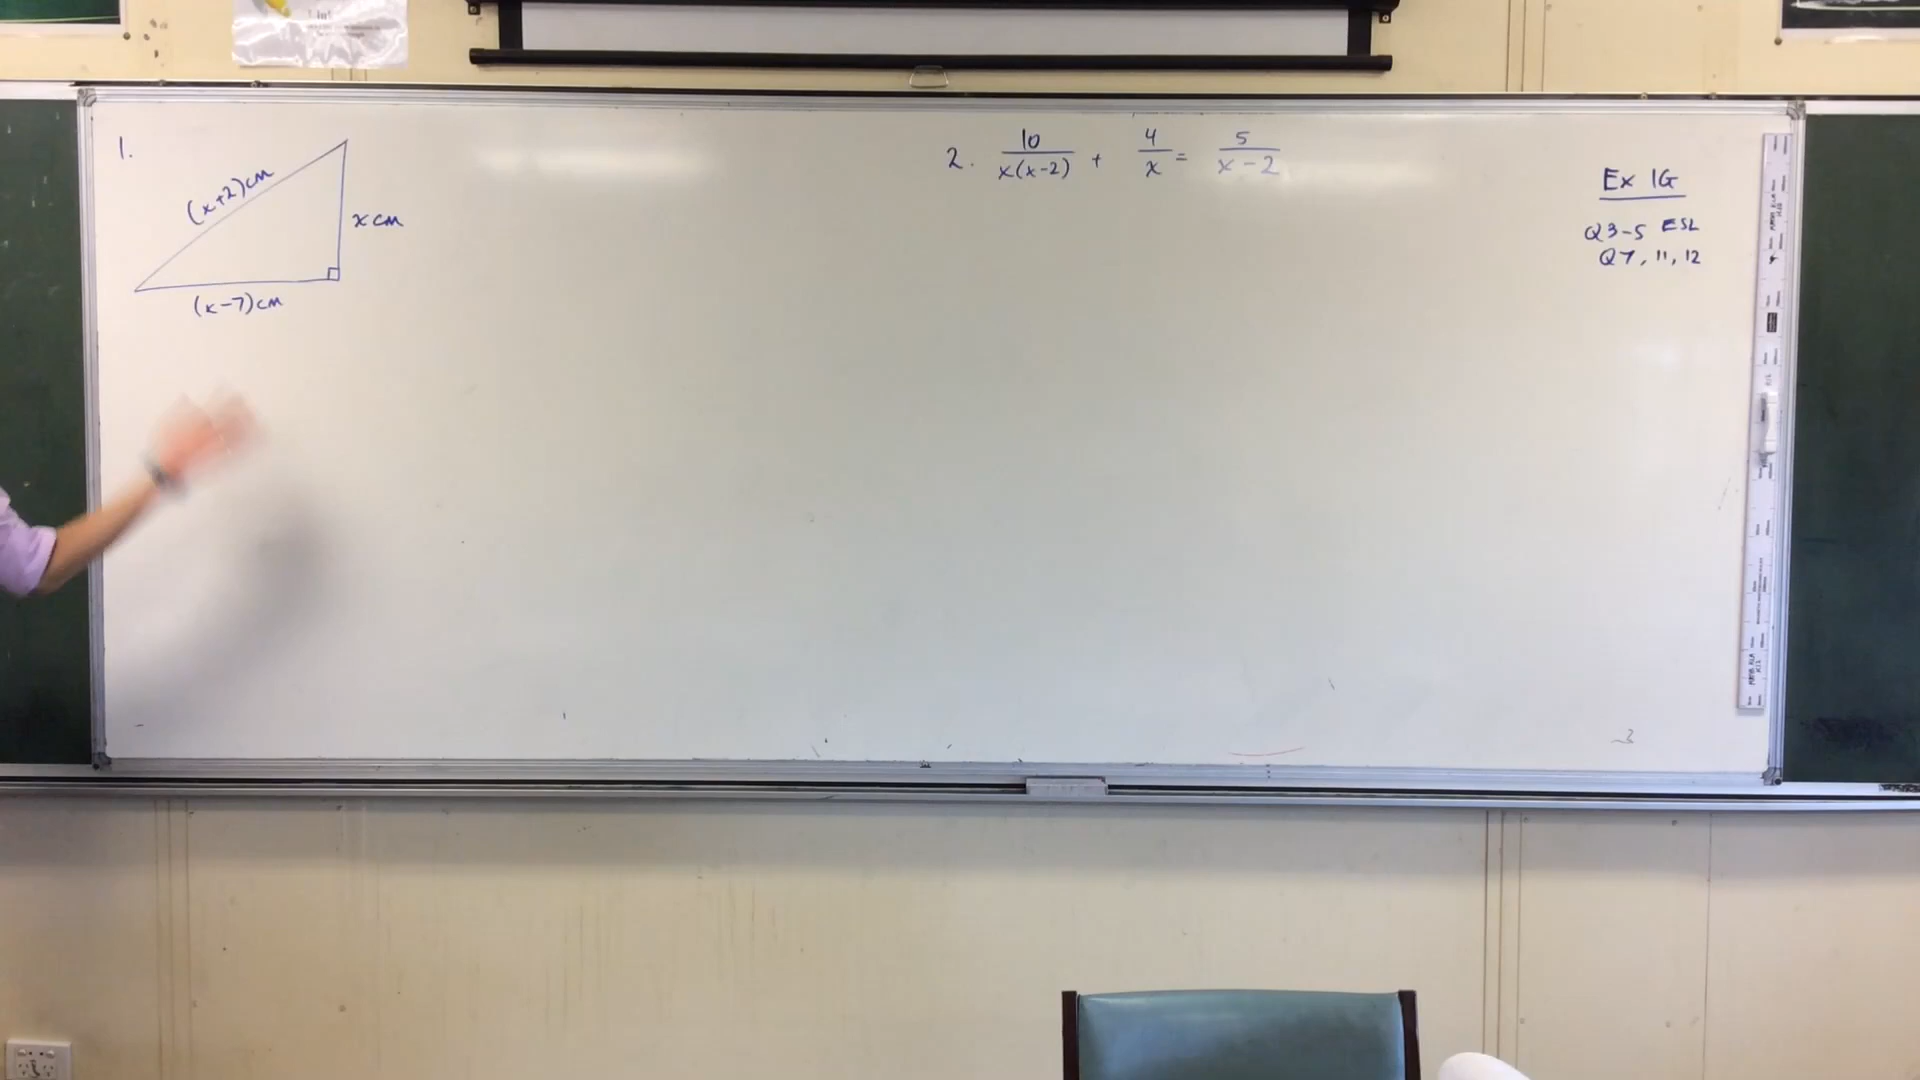 1.
(x+2)cm
x cm
(x-7)cm
2. 10/x(x-2) + 4/x = 5/x-2
Ex 1G
Q3-5 ESL
Q7, 11, 12